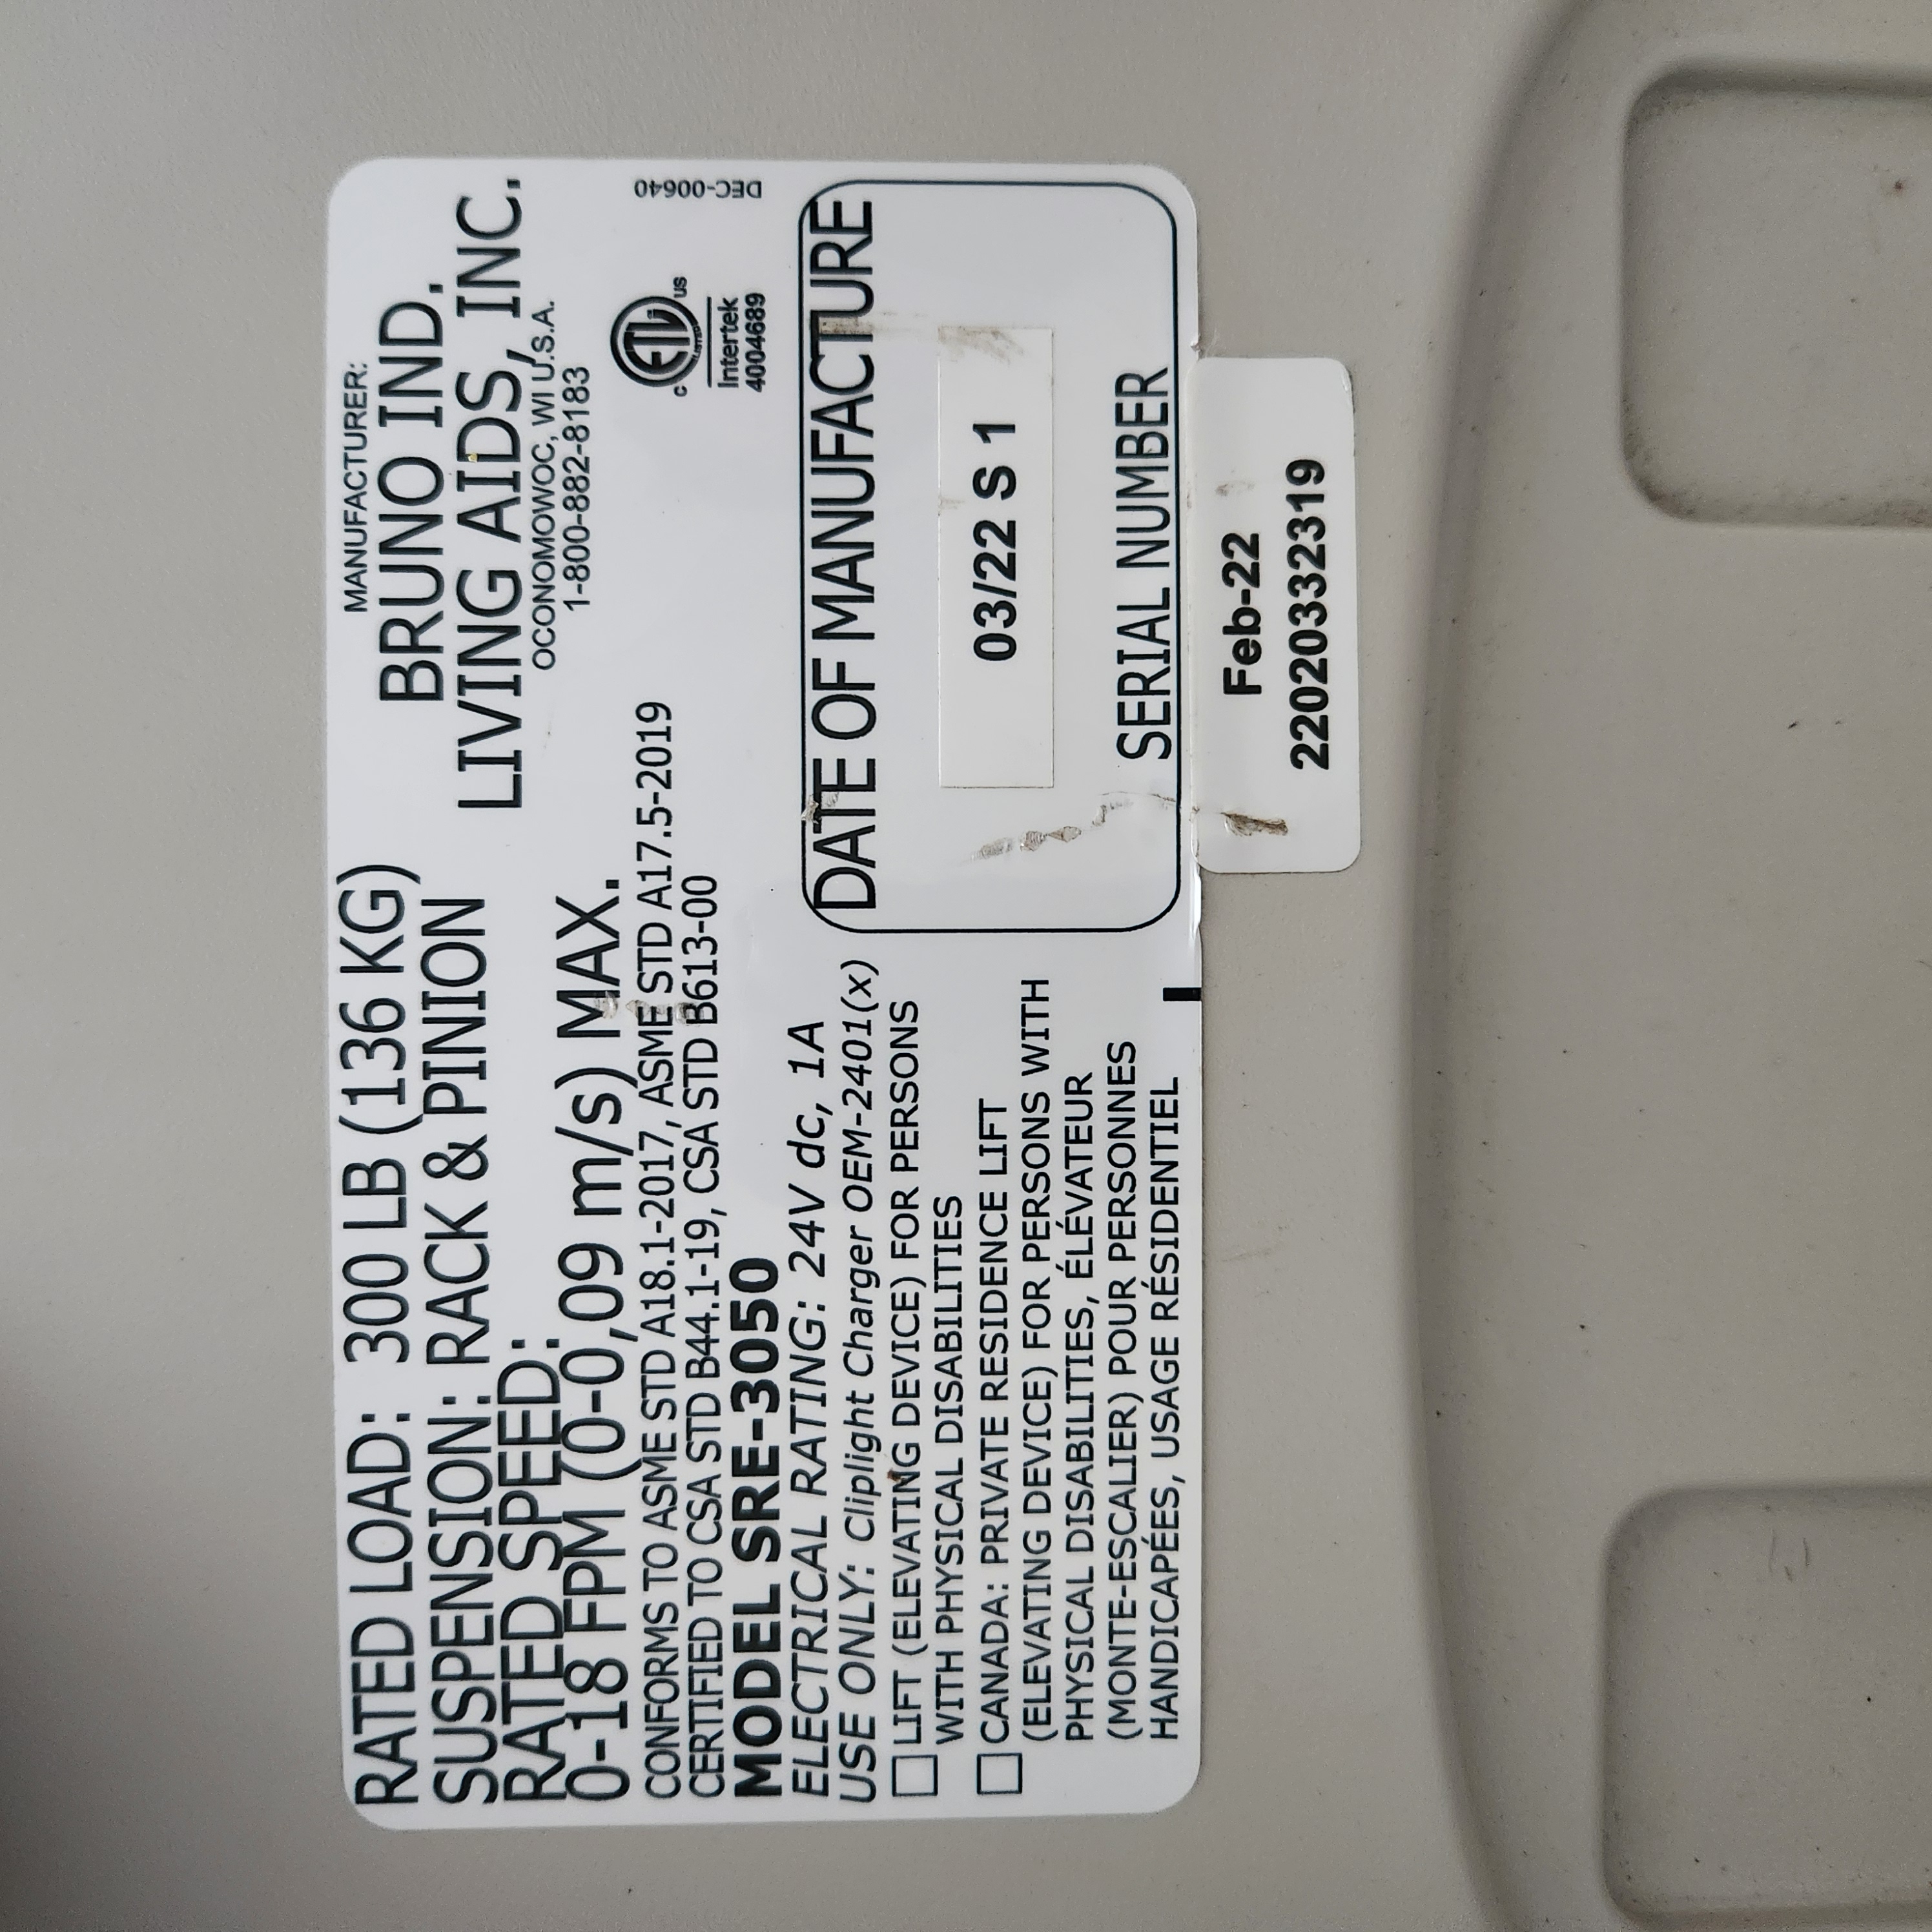 RATED LOAD: 300 LB (136 KG)
SUSPENSION: RACK & PINION
RATED SPEED:
0-18 FPM (0-0,09 m/s) MAX.
CONFORMS TO ASME STD A18.1-2017, ASME STD A17.5-2019
CERTIFIED TO CSA STD B44.1-19, CSA STD B613-00
MODEL SRE-3050
ELECTRICAL RATING: 24V dc, 1A
USE ONLY: Cliplight Charger OEM-2401(x)
LIFT (ELEVATING DEVICE) FOR PERSONS
WITH PHYSICAL DISABILITIES
CANADA: PRIVATE RESIDENCE LIFT
(ELEVATING DEVICE) FOR PERSONS WITH
PHYSICAL DISABILITIES, ÉLÉVATEUR
(MONTE-ESCALIER) POUR PERSONNES
HANDICAPÉES, USAGE RÉSIDENTIEL
MANUFACTURER:
BRUNO IND.
LIVING AIDS, INC.
OCONOMOWOC, WI U.S.A.
1-800-882-8183
C ETL US
LISTED
Intertek
4004689
DEC-00640
DATE OF MANUFACTURE
03/22 S 1
SERIAL NUMBER
Feb-22
2202032319